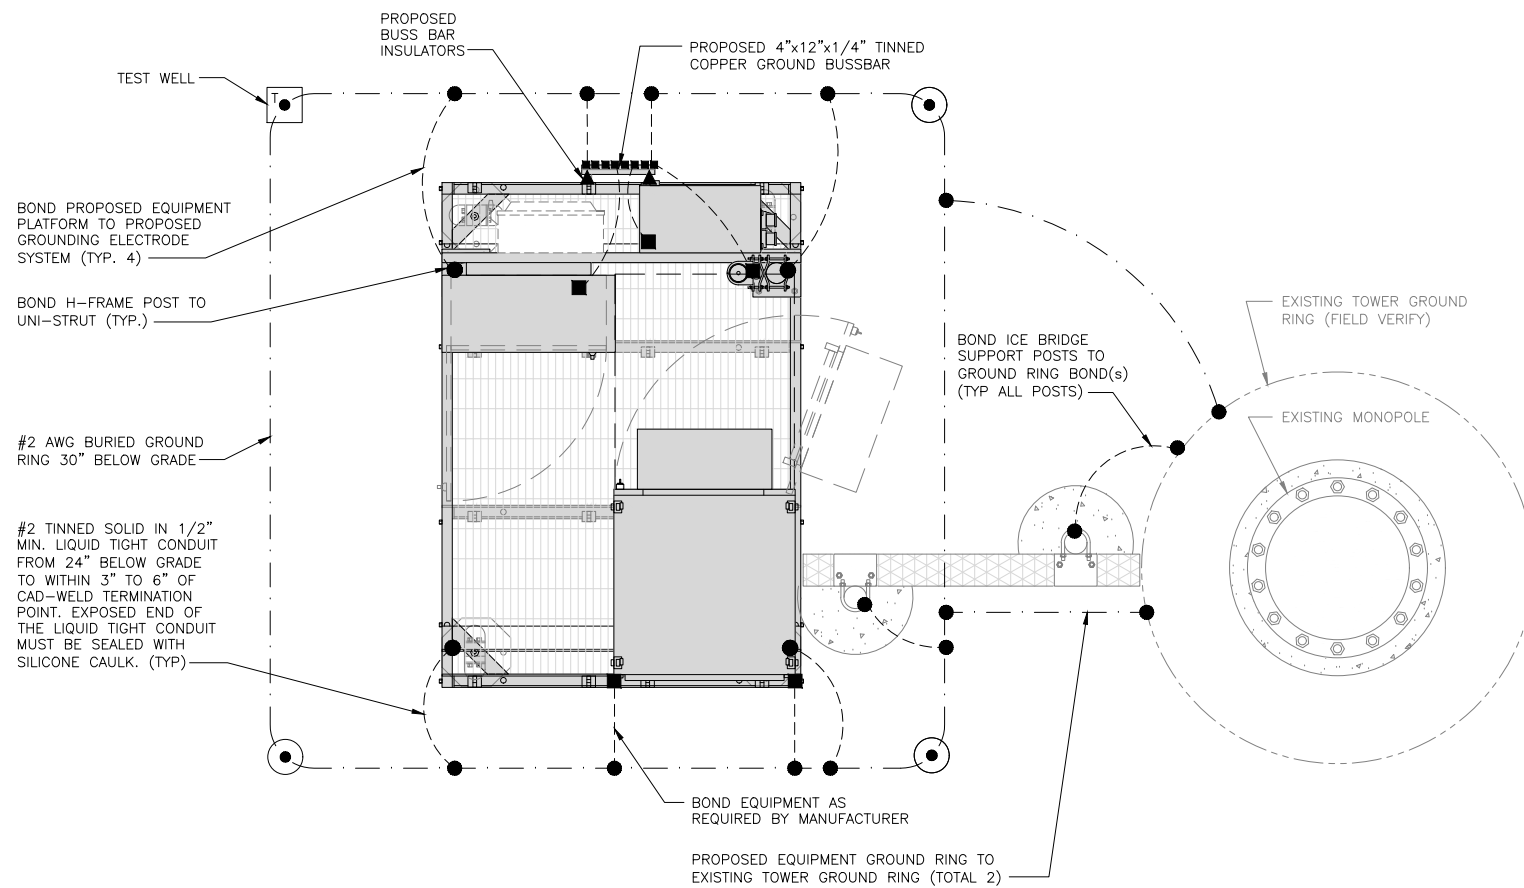 PROPOSED
BUSS BAR
INSULATORS
PROPOSED 4”x12”x1/4” TINNED
COPPER GROUND BUSSBAR
TEST WELL
T
BOND PROPOSED EQUIPMENT
PLATFORM TO PROPOSED
GROUNDING ELECTRODE
SYSTEM (TYP. 4)
BOND H-FRAME POST TO
UNI-STRUT (TYP.)
EXISTING TOWER GROUND
RING (FIELD VERIFY)
BOND ICE BRIDGE
SUPPORT POSTS TO
GROUND RING BOND(s)
(TYP ALL POSTS)
EXISTING MONOPOLE
#2 AWG BURIED GROUND
RING 30” BELOW GRADE
#2 TINNED SOLID IN 1/2”
MIN. LIQUID TIGHT CONDUIT
FROM 24” BELOW GRADE
TO WITHIN 3” TO 6” OF
CAD-WELD TERMINATION
POINT. EXPOSED END OF
THE LIQUID TIGHT CONDUIT
MUST BE SEALED WITH
SILICONE CAULK. (TYP)
BOND EQUIPMENT AS
REQUIRED BY MANUFACTURER
PROPOSED EQUIPMENT GROUND RING TO
EXISTING TOWER GROUND RING (TOTAL 2)